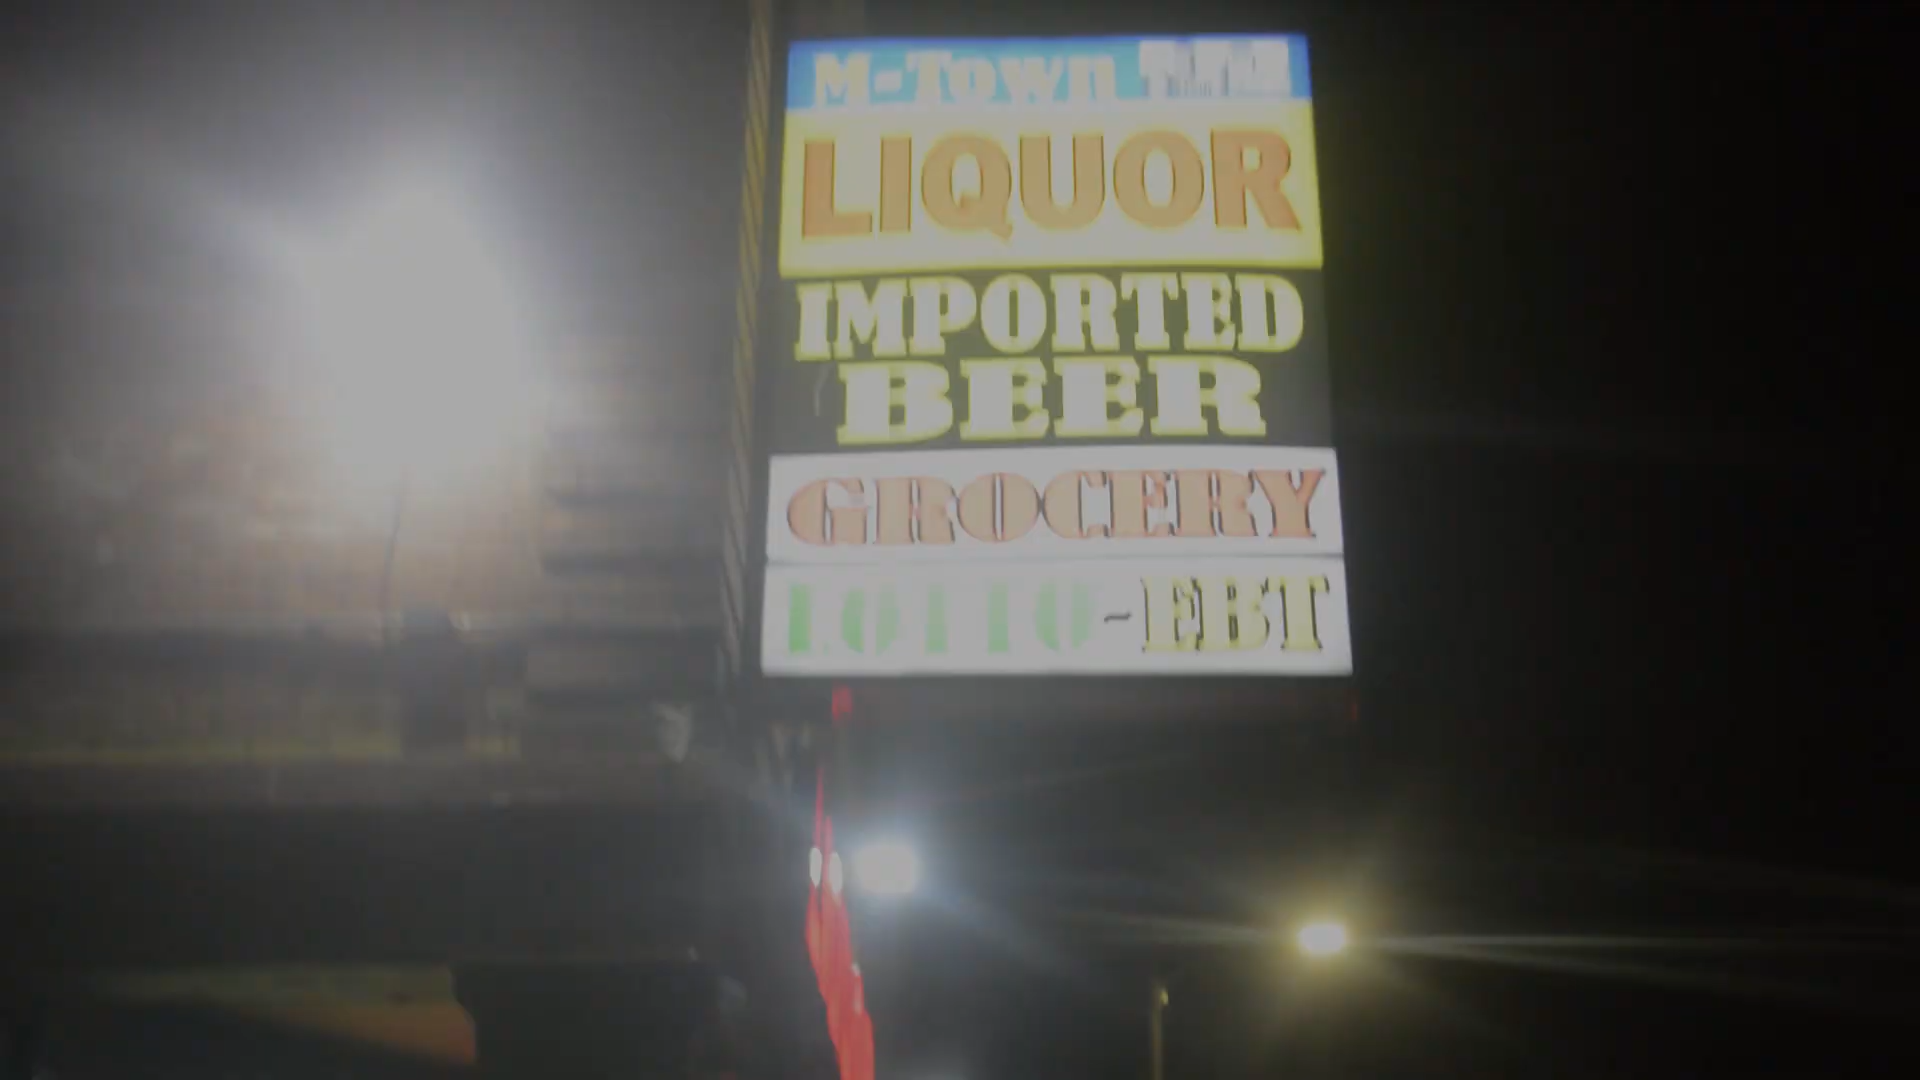 M-Town
LIQUOR
IMPORTED
BEER
GROCERY
LOTTO-EBT